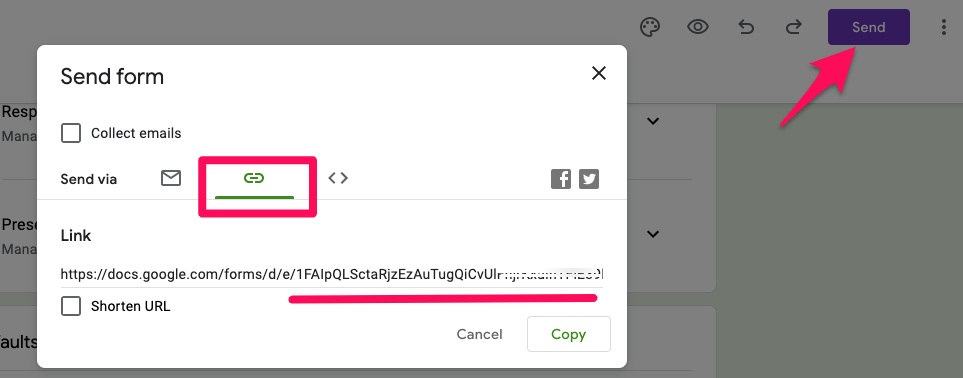 Send
Send form
Resp
Collect emails
Mana
Send via
Prese
Link
Mana
https://docs.google.com/forms/d/e/1FAIpQLSctaRjzEzAuTugQiCvUl
Shorten URL
Cancel
Copy
aults